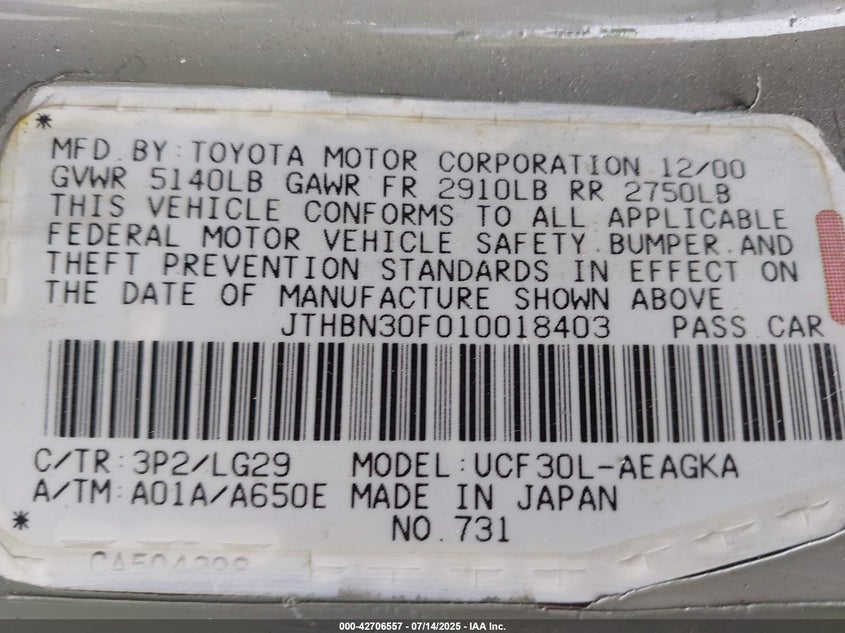 *
MFD. BY: TOYOTA MOTOR CORPORATION 12/00
GVWR 5140LB GAWR FR 2910LB RR 2750LB
THIS VEHICLE CONFORMS TO ALL APPLICABLE
FEDERAL MOTOR VEHICLE SAFETY, BUMPER, AND
THEFT PREVENTION STANDARDS IN EFFECT ON
THE DATE OF MANUFACTURE SHOWN ABOVE.
JTHBN30F010018403 PASS. CAR
C/TR: 3P2/LG29 MODEL: UCF30L-AEAGKA
A/TM: A01A/A650E MADE IN JAPAN
* NO. 731
000-42706557 - 07/14/2025 - IAA Inc.